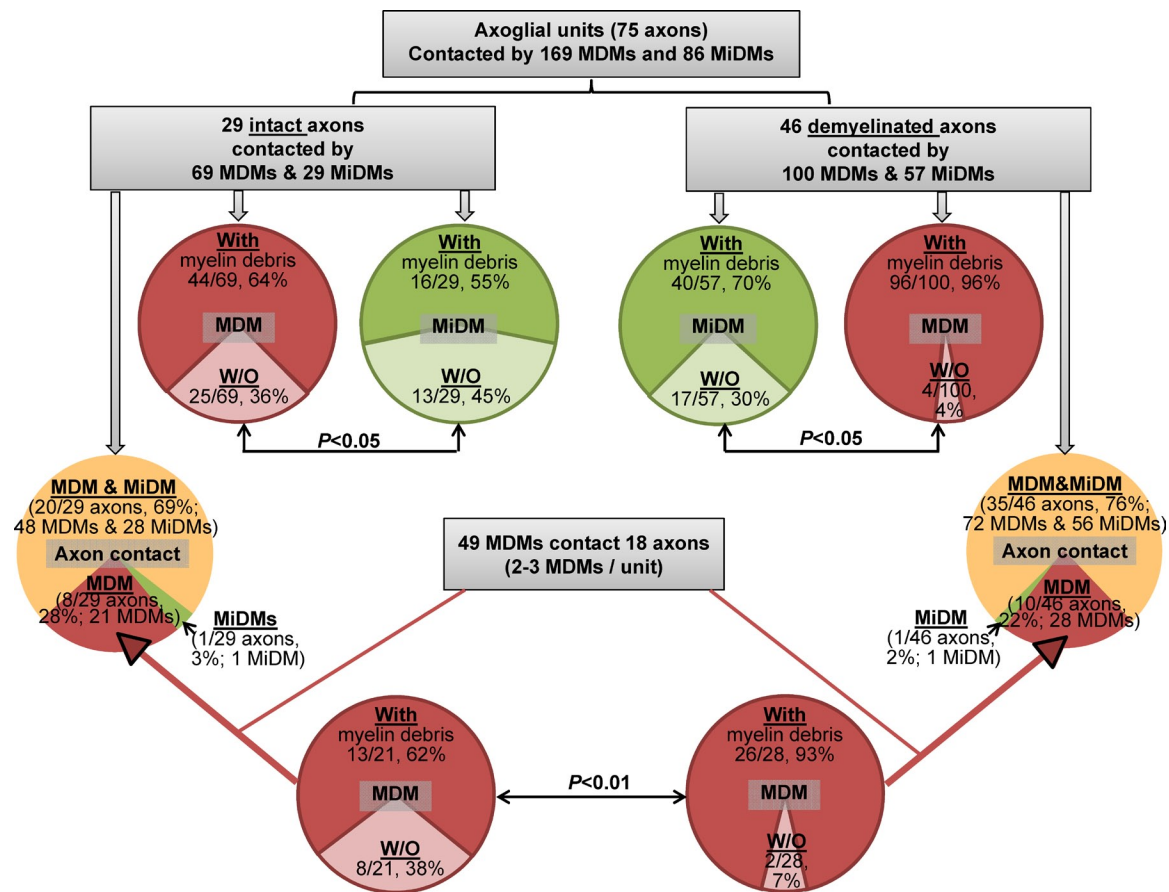 Axoglial units (75 axons)
Contacted by 169 MDMs and 86 MiDMs
29 intact axons
contacted by
69 MDMs & 29 MiDMs
46 demyelinated axons
contacted by
100 MDMs & 57 MiDMs
With
myelin debris
44/69, 64%
MDM
W/O
25/69, 36%
With
myelin debris
16/29, 55%
MiDM
W/O
13/29, 45%
P<0.05
With
myelin debris
40/57, 70%
MiDM
W/O
17/57, 30%
With
myelin debris
96/100, 96%
MDM
W/O
4/100,
4%
P<0.05
MDM & MiDM
(20/29 axons, 69%;
48 MDMs & 28 MiDMs)
Axon contact
MDM
(8/29 axons,
28%; 21 MDMs)
MiDMs
(1/29 axons,
3%; 1 MiDM)
49 MDMs contact 18 axons
(2-3 MDMs / unit)
MDM&MiDM
(35/46 axons, 76%;
72 MDMs & 56 MiDMs)
Axon contact
MDM
(10/46 axons,
22%; 28 MDMs)
MiDM
(1/46 axons,
2%; 1 MiDM)
With
myelin debris
13/21, 62%
MDM
W/O
8/21, 38%
P<0.01
With
myelin debris
26/28, 93%
MDM
W/O
2/28,
7%